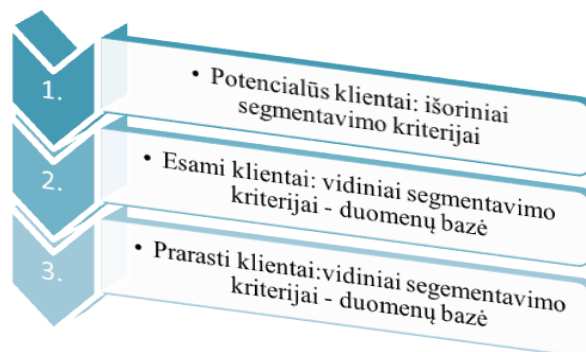 1.
• Potencialūs klientai: išoriniai
segmentavimo kriterijai
2.
• Esami klientai: vidiniai segmentavimo
kriterijai - duomenų bazė
3.
• Prarasti klientai:vidiniai segementavimo
kriterijai - duomenų bazė